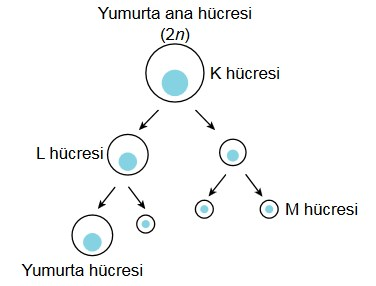 Yumurta ana hücresi
(2n)
K hücresi
L hücresi
M hücresi
Yumurta hücresi